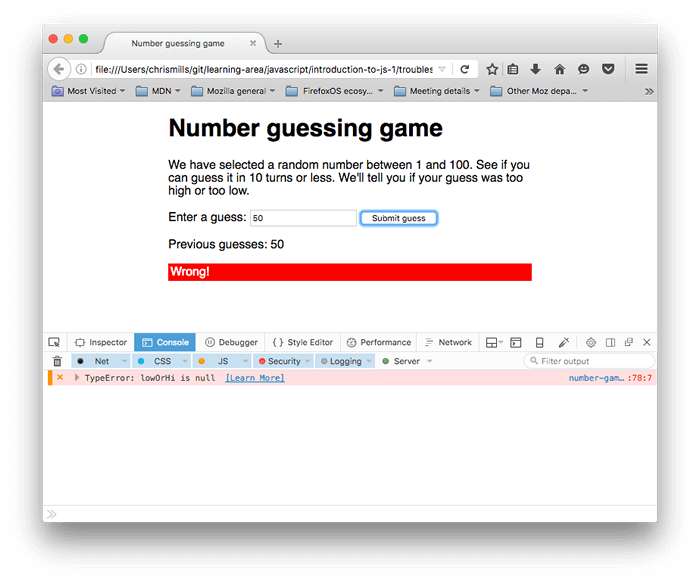 Number guessing game
file:///Users/chrismills/git/learning-area/javascript/introduction-to-js-1/troubles
Most Visited MDN Mozilla general FirefoxOS ecosy... Meeting details Other Moz depa...
Number guessing game
We have selected a random number between 1 and 100. See if you
can guess it in 10 turns or less. We'll tell you if your guess was too
high or too low.
Enter a guess: 50 Submit guess
Previous guesses: 50
Wrong!
Inspector Console Debugger { } Style Editor Performance Network
Net CSS JS Security Logging Server Filter output
TypeError: lowOrHi is null [Learn More] number-gam… :78:7